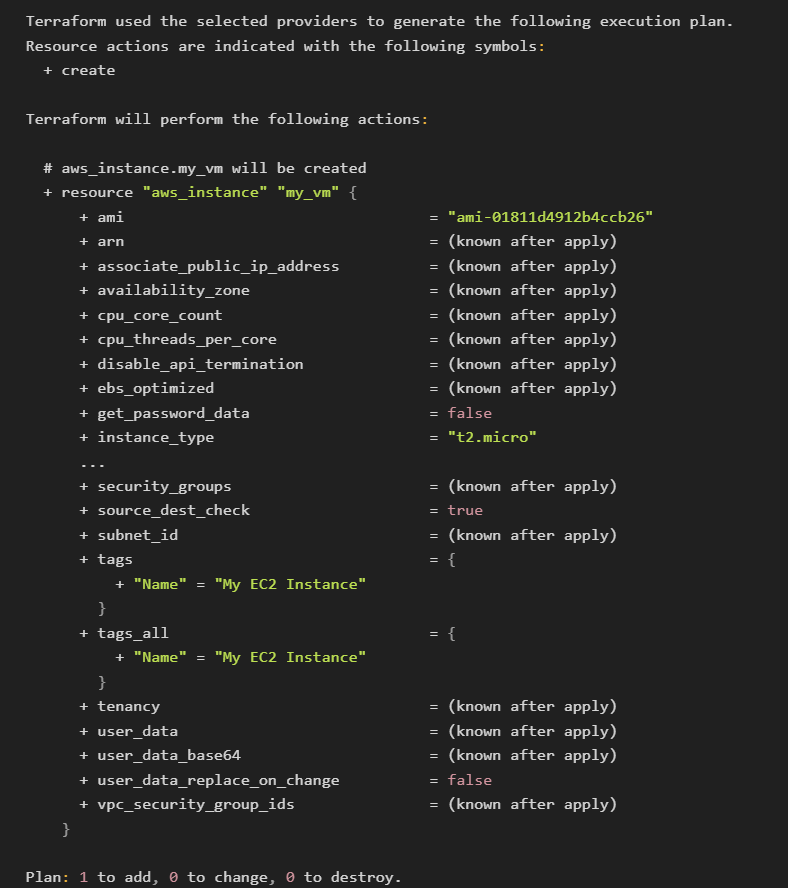 Terraform used the selected providers to generate the following execution plan.
Resource actions are indicated with the following symbols:
  + create

Terraform will perform the following actions:

  # aws_instance.my_vm will be created
  + resource "aws_instance" "my_vm" {
      + ami                                  = "ami-01811d4912b4ccb26"
      + arn                                  = (known after apply)
      + associate_public_ip_address          = (known after apply)
      + availability_zone                    = (known after apply)
      + cpu_core_count                       = (known after apply)
      + cpu_threads_per_core                 = (known after apply)
      + disable_api_termination              = (known after apply)
      + ebs_optimized                        = (known after apply)
      + get_password_data                    = false
      + instance_type                        = "t2.micro"
      ...
      + security_groups                      = (known after apply)
      + source_dest_check                    = true
      + subnet_id                            = (known after apply)
      + tags                                 = {
          + "Name" = "My EC2 Instance"
        }
      + tags_all                             = {
          + "Name" = "My EC2 Instance"
        }
      + tenancy                              = (known after apply)
      + user_data                            = (known after apply)
      + user_data_base64                     = (known after apply)
      + user_data_replace_on_change          = false
      + vpc_security_group_ids               = (known after apply)
    }

Plan: 1 to add, 0 to change, 0 to destroy.